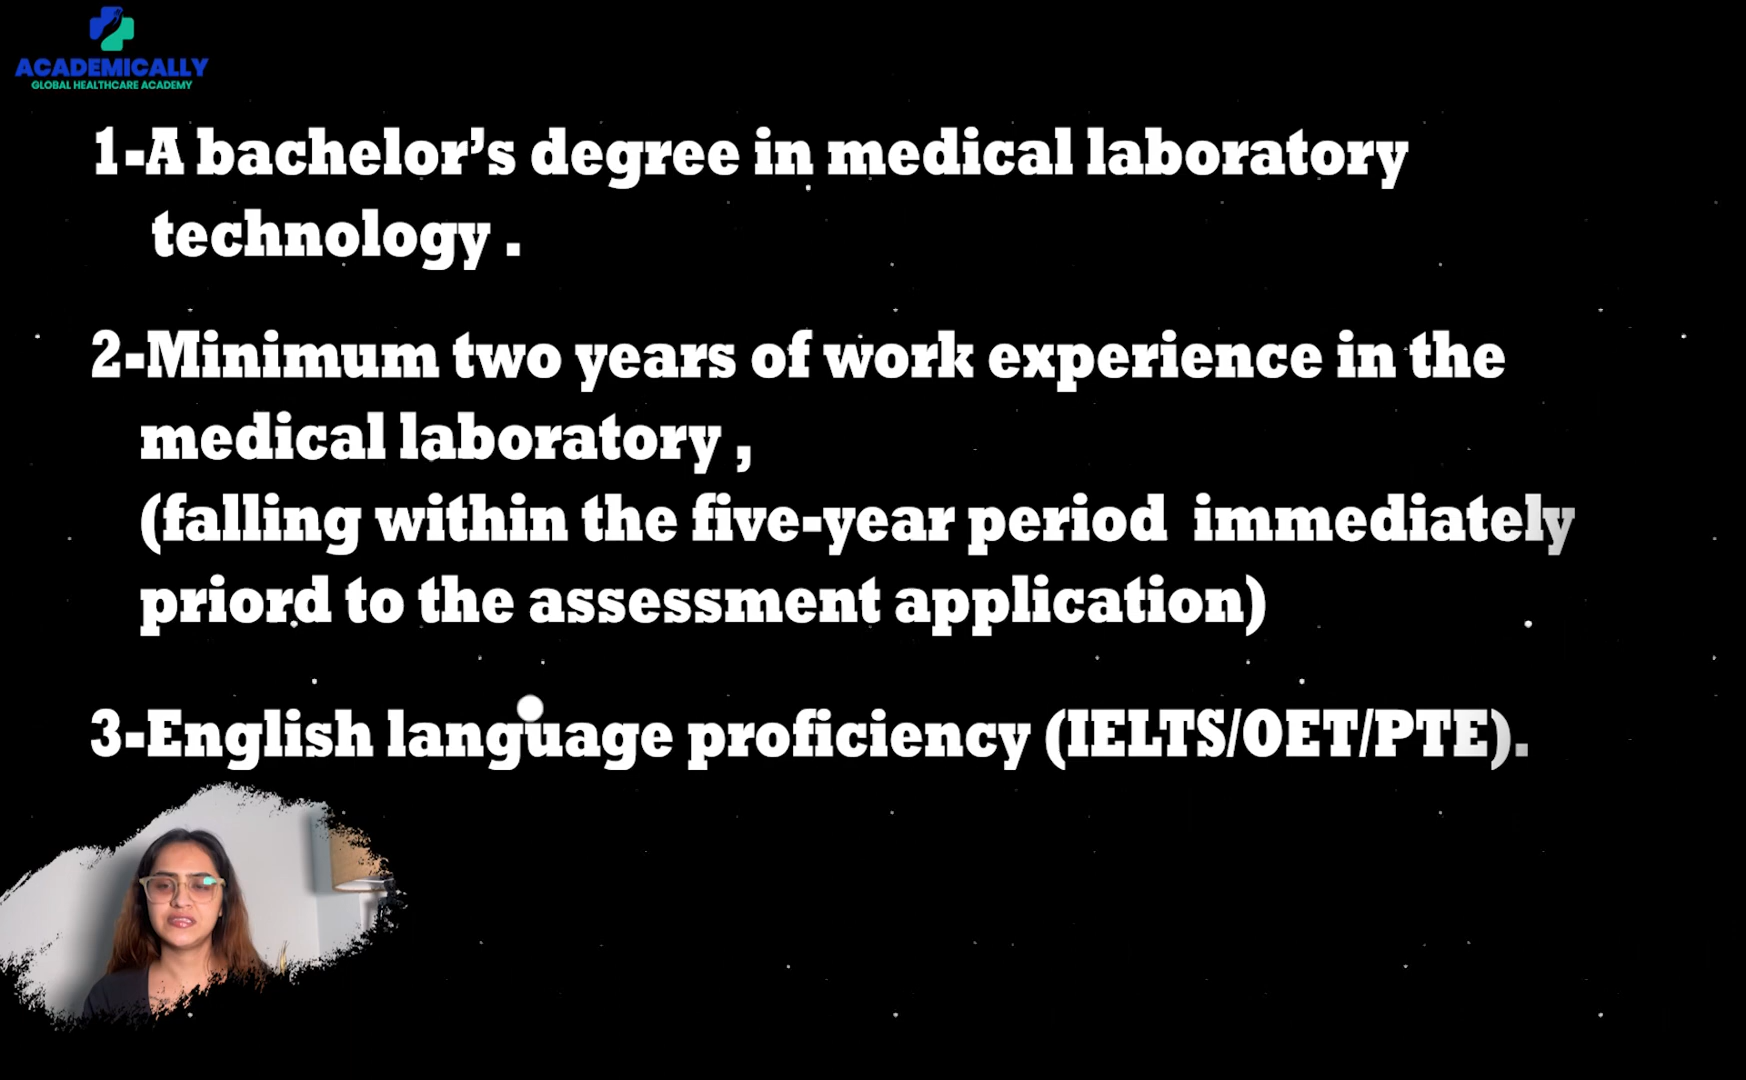 ACADEMICALLY
GLOBAL HEALTHCARE ACADEMY
1-A bachelor’s degree in medical laboratory
technology .
2-Minimum two years of work experience in the
medical laboratory ,
(falling within the five-year period immediately
priord to the assessment application)
3-English language proficiency (IELTS/OET/PTE).